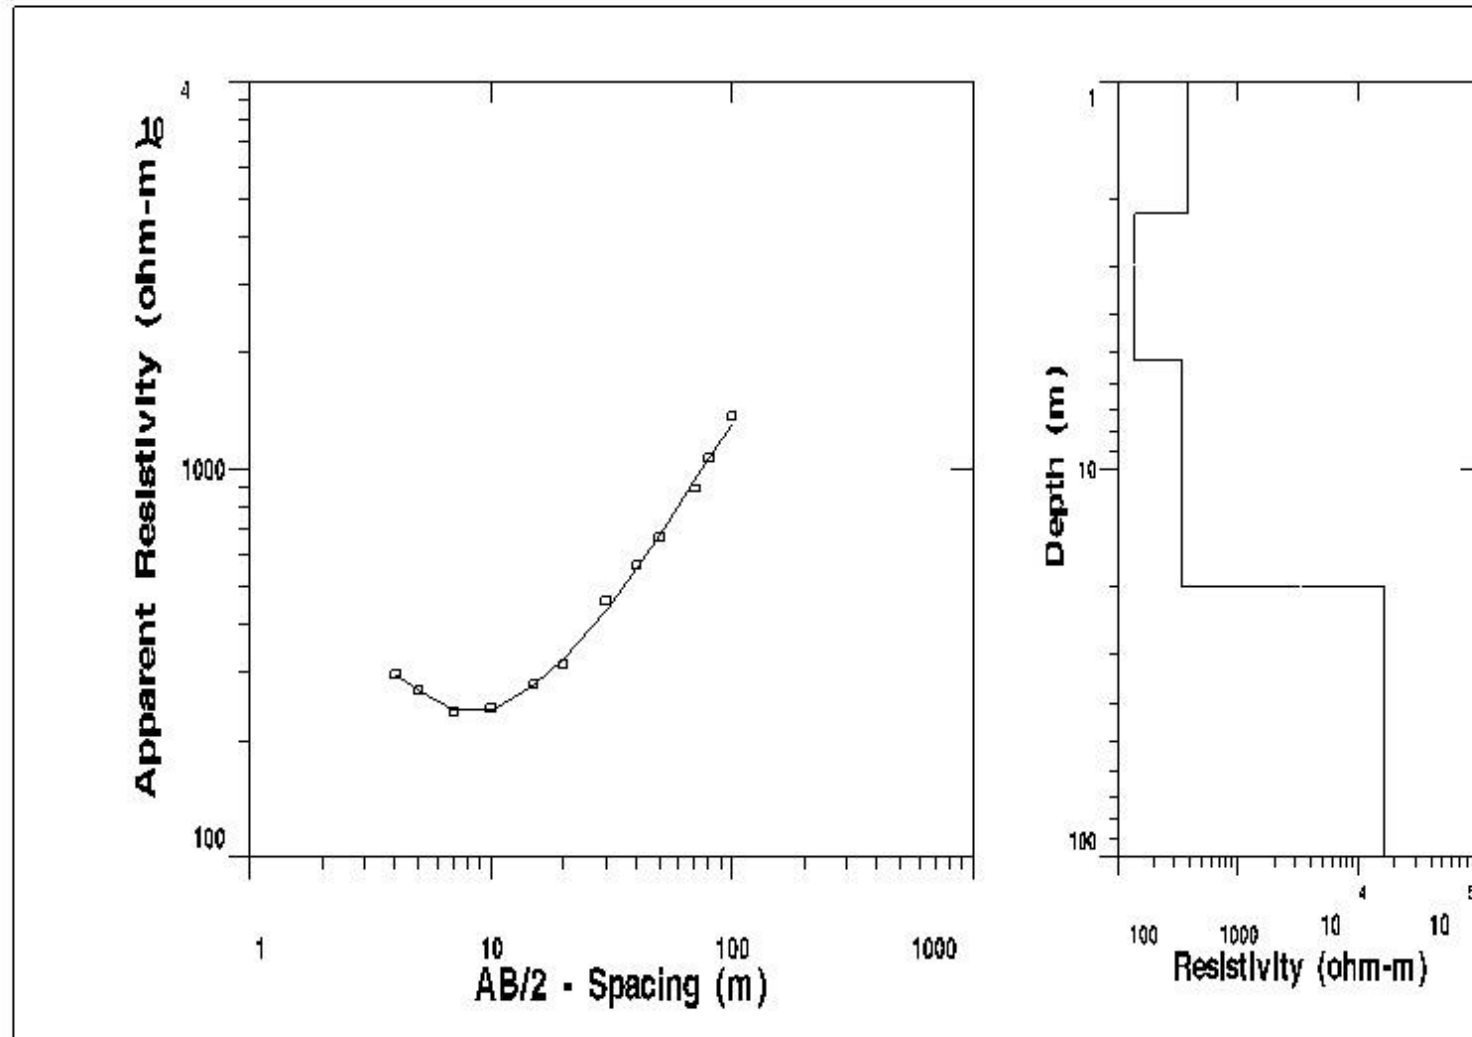 4
10
Apparent Resistivity (ohm-m)
1000
100
1 10 100 1000
AB/2 - Spacing (m)
1
Depth (m)
10
100
4 5
100 1000 10 10
Resistivity (ohm-m)